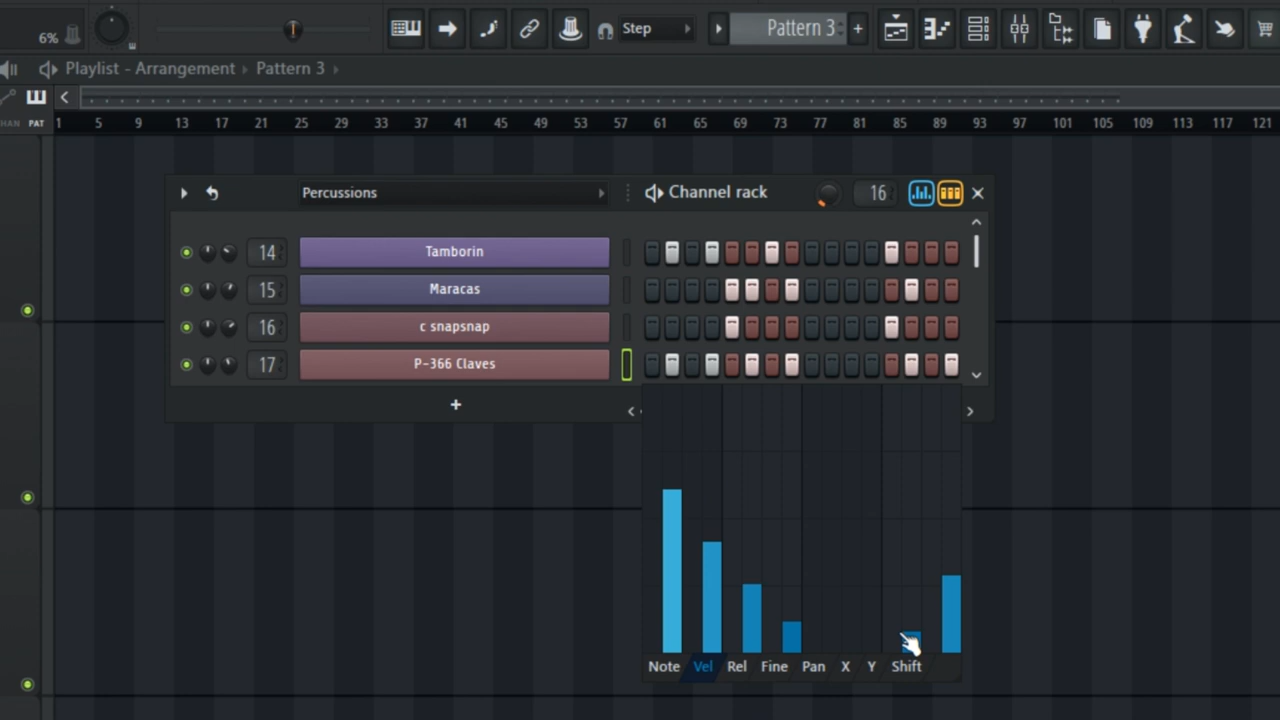 6%
Step
Pattern 3
+
Playlist - Arrangement
Pattern 3
PAT
1 5 9 13 17 21 25 29 33 37 41 45 49 53 57 61 65 69 73 77 81 85 89 93 97 101 105 109 113 117 121
Percussions
Channel rack
16
14 Tamborin
15 Maracas
16 c snapsnap
17 P-366 Claves
+
Note Vel Rel Fine Pan X Y Shift